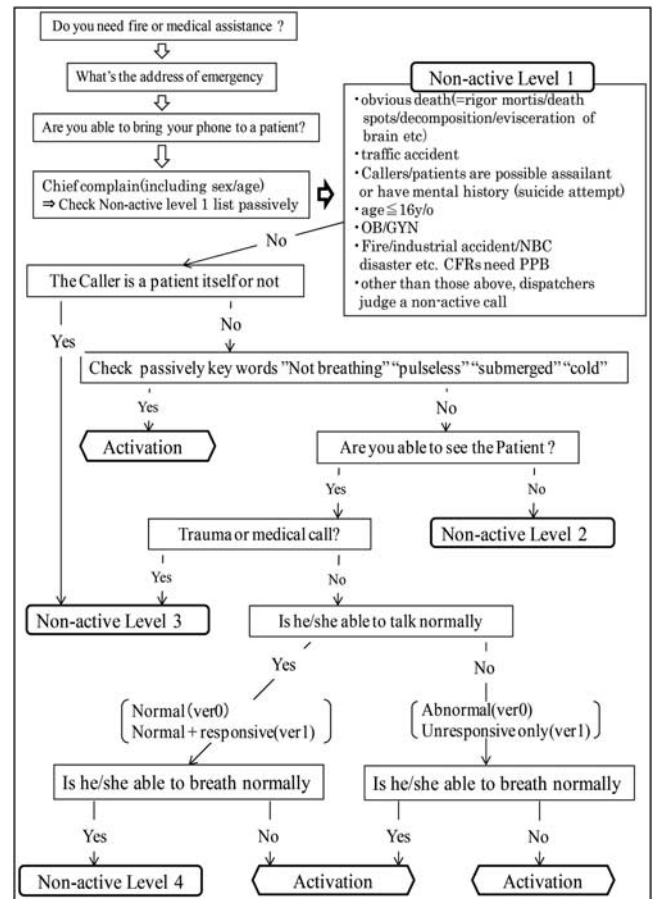 Do you need fire or medical assistance ?
What's the address of emergency
Are you able to bring your phone to a patient?
Chief complain(including sex/age)
⇒ Check Non-active level 1 list passively
Non-active Level 1
・obvious death(=rigor mortis/death
spots/decomposition/evisceration of
brain etc)
・traffic accident
・Callers/patients are possible assailant
or have mental history (suicide attempt)
・age≦16y/o
・OB/GYN
・Fire/industrial accident/NBC
disaster etc. CFRs need PPB
・other than those above, dispatchers
judge a non-active call
No
The Caller is a patient itself or not
Yes
No
Check passively key words ”Not breathing” “pulseless” “submerged” “cold”
Yes
No
Activation
Are you able to see the Patient ?
Yes
No
Trauma or medical call?
Non-active Level 2
Yes
No
Non-active Level 3
Is he/she able to talk normally
Yes
No
Normal (ver0)
Normal + responsive(ver1)
Abnormal(ver0)
Unresponsive only(ver1)
Is he/she able to breath normally
Is he/she able to breath normally
Yes
No
Yes
No
Non-active Level 4
Activation
Activation